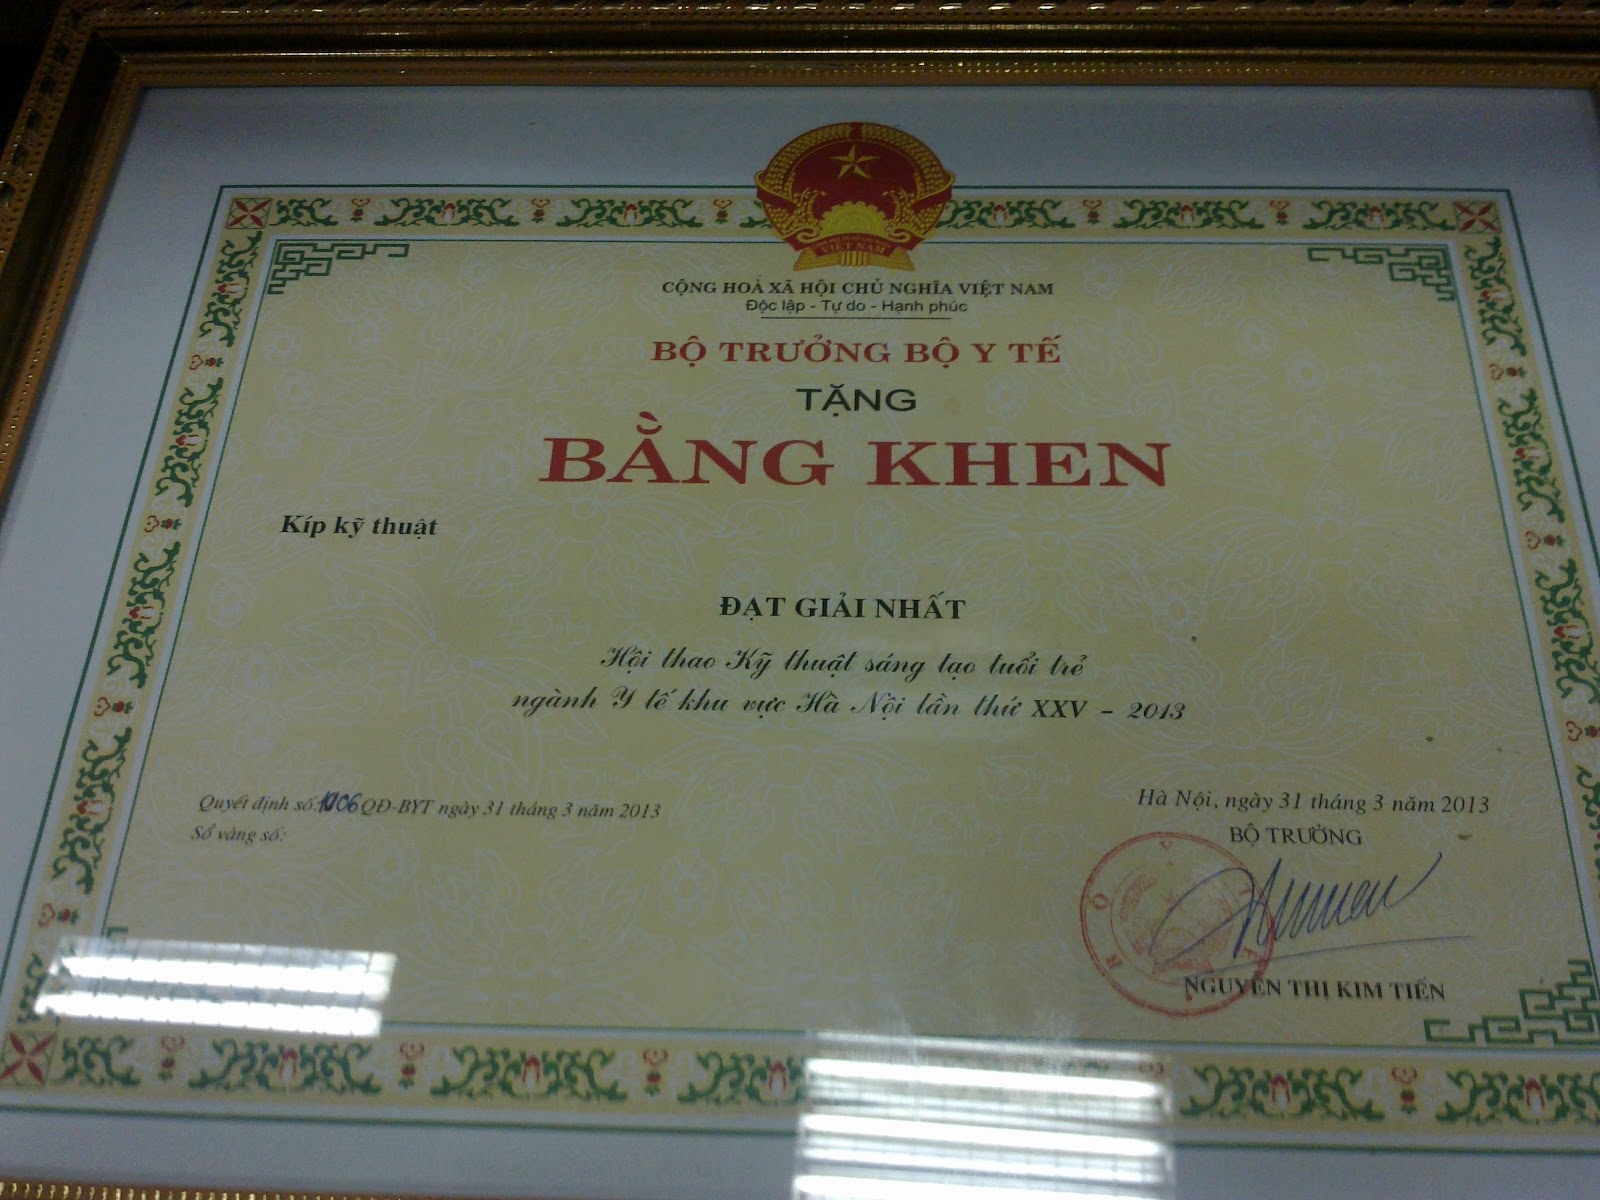 VIỆT NAM
CỘNG HOÀ XÃ HỘI CHỦ NGHĨA VIỆT NAM
Độc lập - Tự do - Hạnh phúc
BỘ TRƯỞNG BỘ Y TẾ
TẶNG
BẰNG KHEN
Kíp kỹ thuật
ĐẠT GIẢI NHẤT
Hội thao Kỹ thuật sáng tạo tuổi trẻ
ngành Y tế khu vực Hà Nội lần thứ XXV - 2013
Quyết định số: QĐ-BYT ngày 31 tháng 3 năm 2013
Sổ vàng số:
Hà Nội, ngày 31 tháng 3 năm 2013
BỘ TRƯỞNG
NGUYỄN THỊ KIM TIẾN